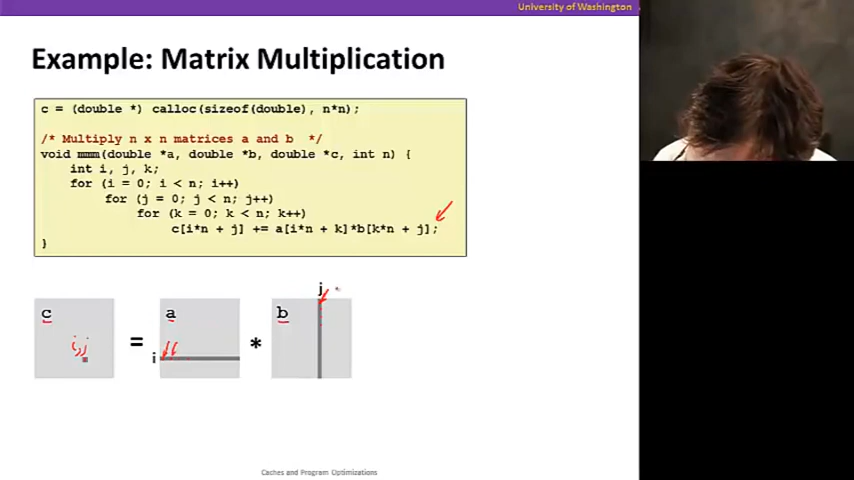 University of Washington
Example: Matrix Multiplication
c = (double *) calloc(sizeof(double), n*n);
/* Multiply n x n matrices a and b */
void mmm(double *a, double *b, double *c, int n) {
int i, j, k;
for (i = 0; i < n; i++)
for (j = 0; j < n; j++)
for (k = 0; k < n; k++)
c[i*n + j] += a[i*n + k]*b[k*n + j];
}
j
c a b
i,j = i *
Caches and Program Optimizations